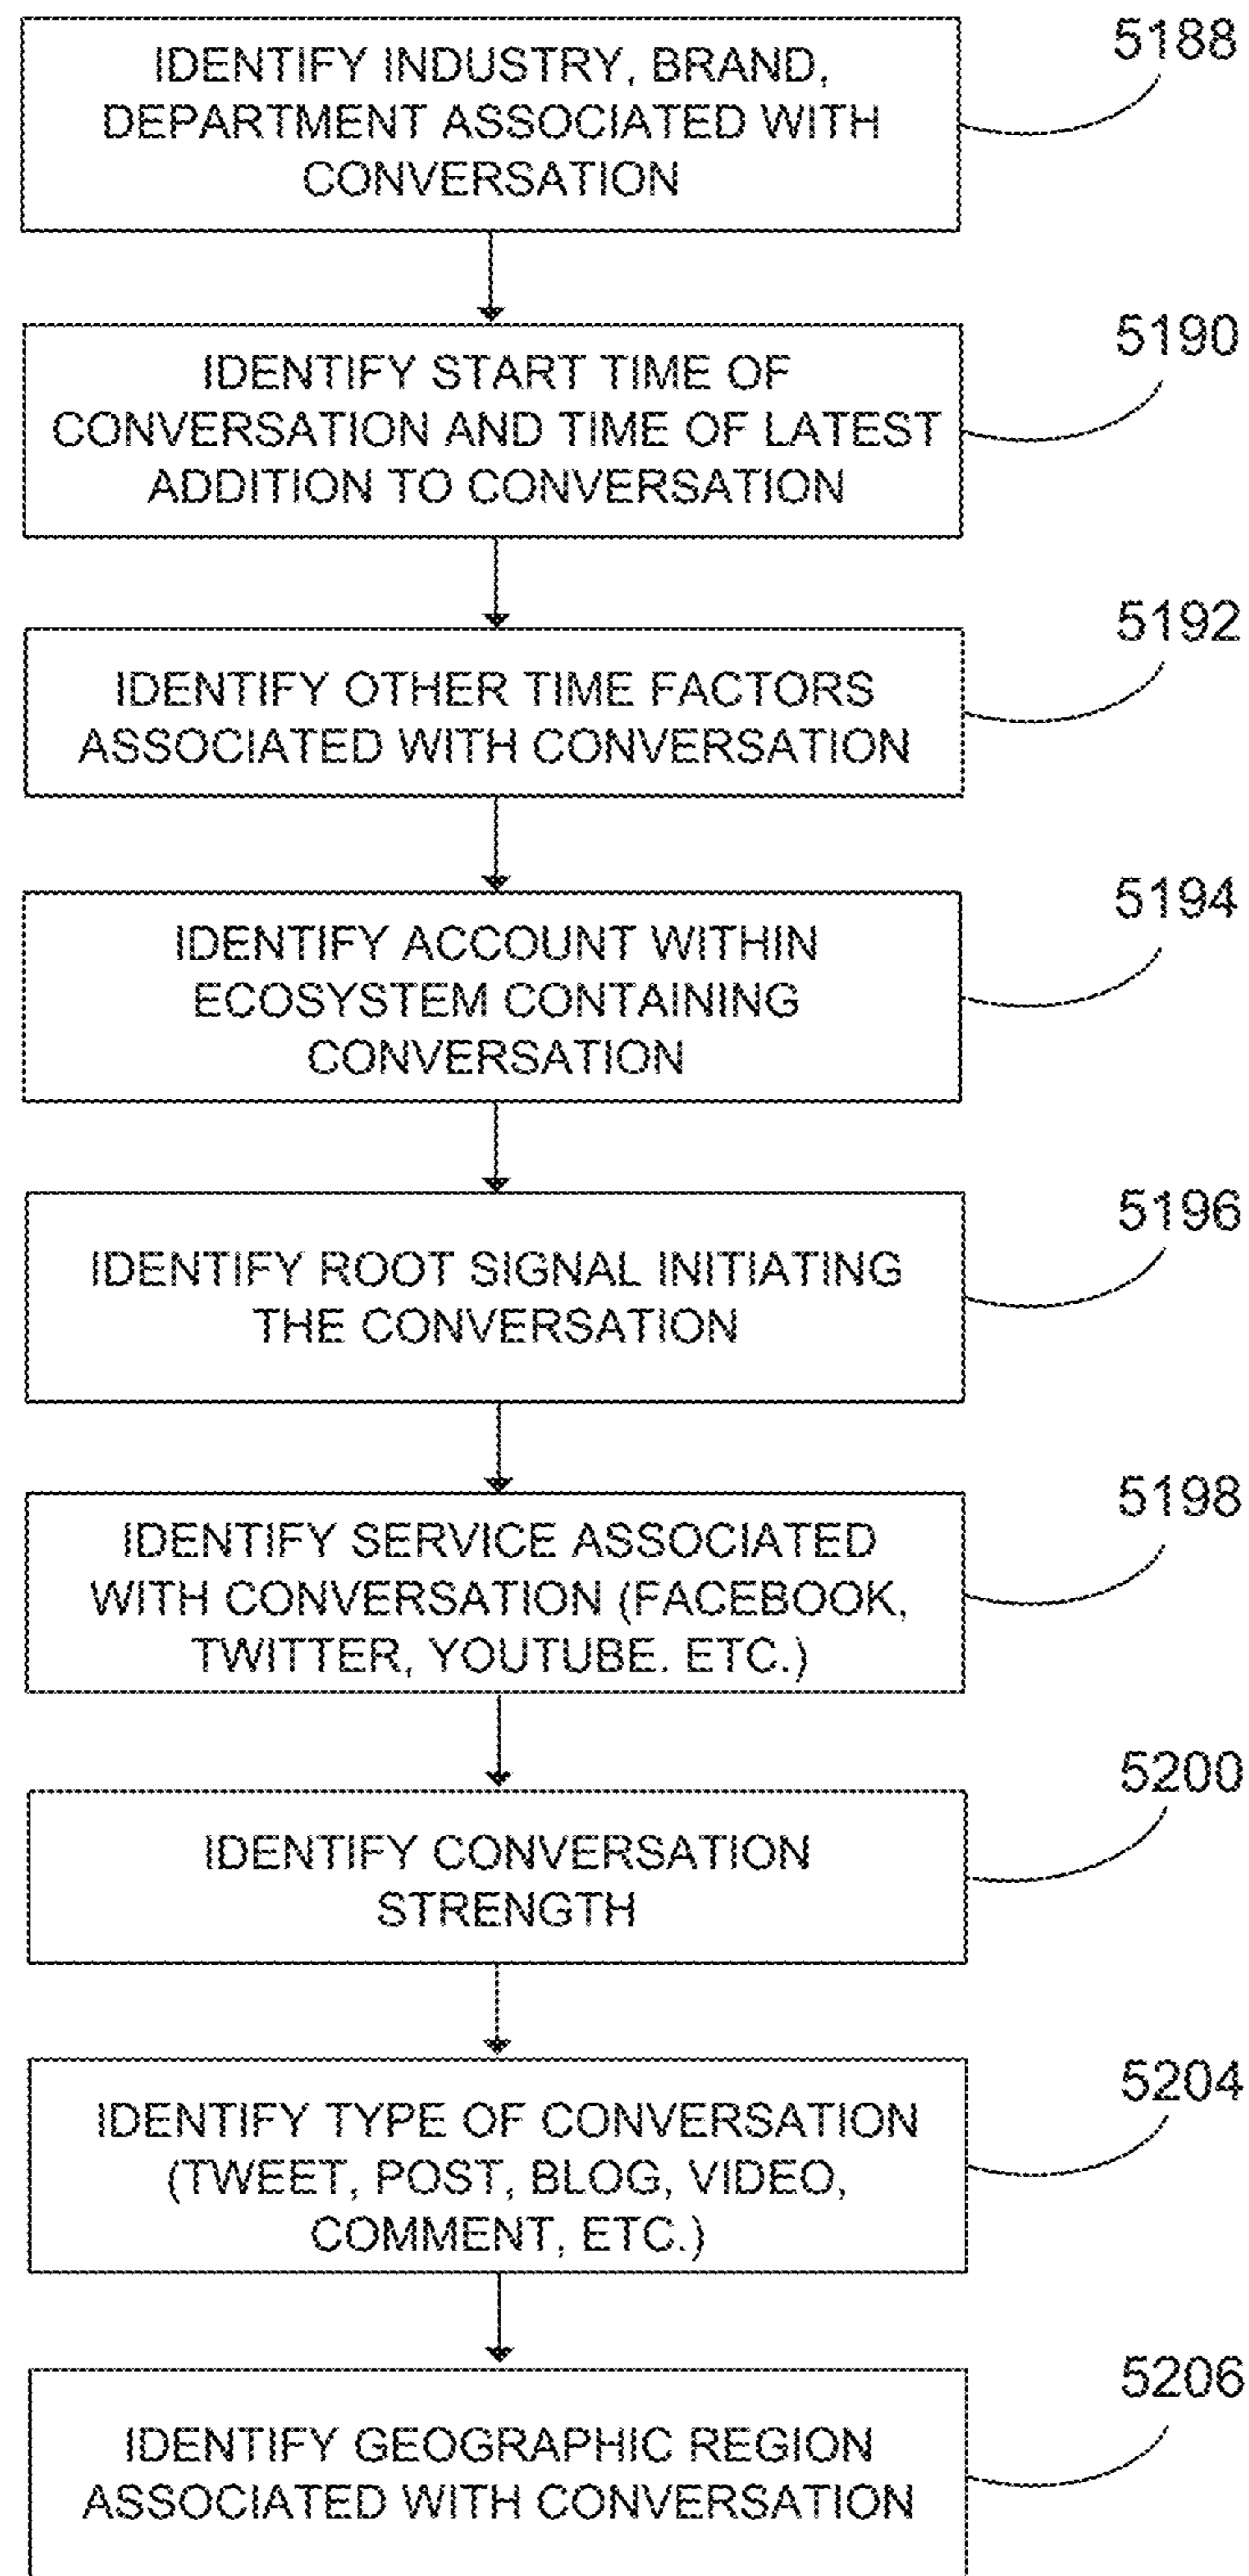 IDENTIFY INDUSTRY, BRAND,
DEPARTMENT ASSOCIATED WITH
CONVERSATION
5188
IDENTIFY START TIME OF
CONVERSATION AND TIME OF LATEST
ADDITION TO CONVERSATION
5190
IDENTIFY OTHER TIME FACTORS
ASSOCIATED WITH CONVERSATION
5192
IDENTIFY ACCOUNT WITHIN
ECOSYSTEM CONTAINING
CONVERSATION
5194
IDENTIFY ROOT SIGNAL INITIATING
THE CONVERSATION
5196
IDENTIFY SERVICE ASSOCIATED
WITH CONVERSATION (FACEBOOK,
TWITTER, YOUTUBE. ETC.)
5198
IDENTIFY CONVERSATION
STRENGTH
5200
IDENTIFY TYPE OF CONVERSATION
(TWEET, POST, BLOG, VIDEO,
COMMENT, ETC.)
5204
IDENTIFY GEOGRAPHIC REGION
ASSOCIATED WITH CONVERSATION
5206